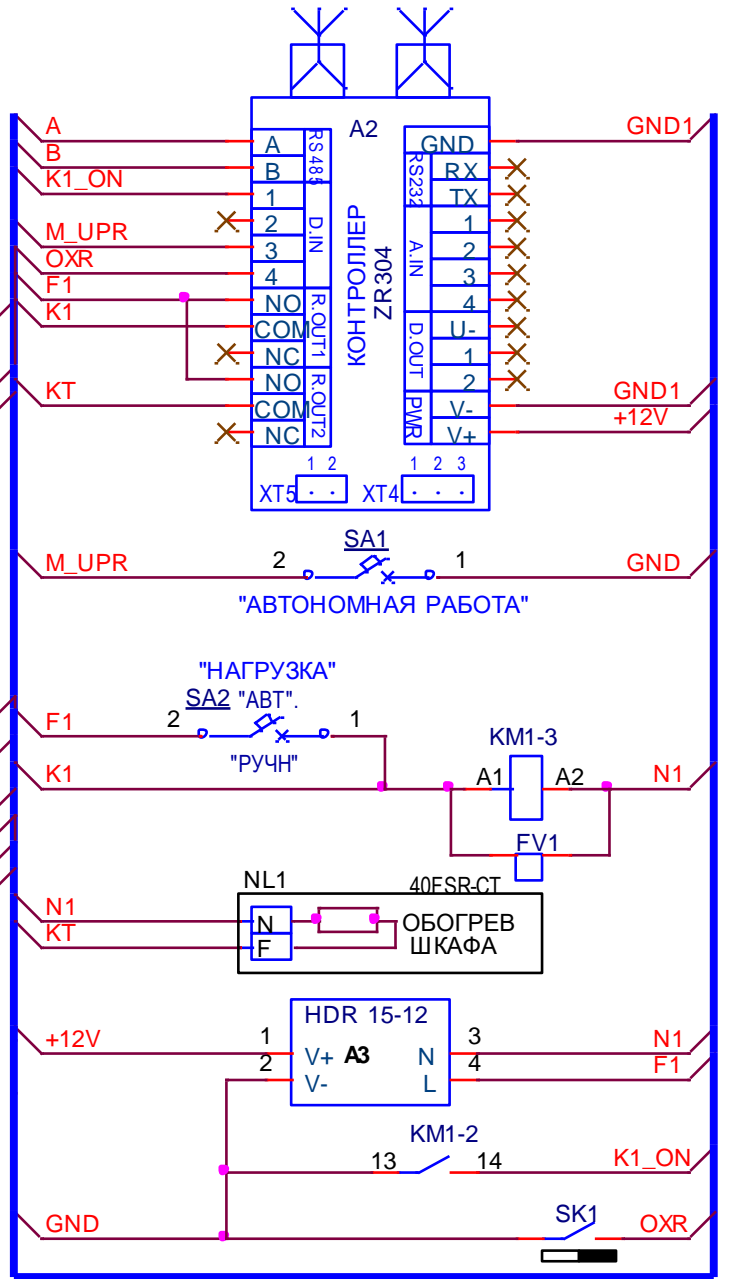 A
A2
GND1
A
RS485
GND
B
B
RS232
RX
K1_ON
1
TX
2
D.IN
1
M_UPR
3
A.IN
2
OXR
4
3
F1
NO
R.OUT1
4
K1
COM
D.OUT
U-
NC
1
NO
R.OUT2
2
KT
COM
PWR
V-
GND1
NC
V+
+12V
КОНТРОЛЛЕР
ZR304
1 2
1 2 3
XT5
XT4
SA1
M_UPR
2
1
GND
"АВТОНОМНАЯ РАБОТА"
"НАГРУЗКА"
SA2 "АВТ".
F1
2
1
"РУЧН"
KM1-3
K1
A1
A2
N1
FV1
NL1
40FSR-CT
N1
N
ОБОГРЕВ
KT
F
ШКАФА
HDR 15-12
+12V
1
V+
A3
N
3
N1
2
V-
L
4
F1
KM1-2
13
14
K1_ON
GND
SK1
OXR